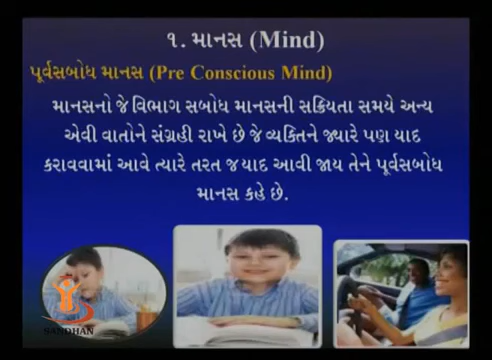 ૧. માનસ (Mind)
પૂર્વસબોધ માનસ (Pre Conscious Mind)
માનસનો જે વિભાગ સબોધ માનસની સક્રિયતા સમયે અન્ય
એવી વાતોને સંગ્રહી રાખે છે જે વ્યક્તિને જ્યારે પણ યાદ
કરાવવામાં આવે ત્યારે તરત જ યાદ આવી જાય તેને પૂર્વસબોધ
માનસ કહે છે.
SANDHAN